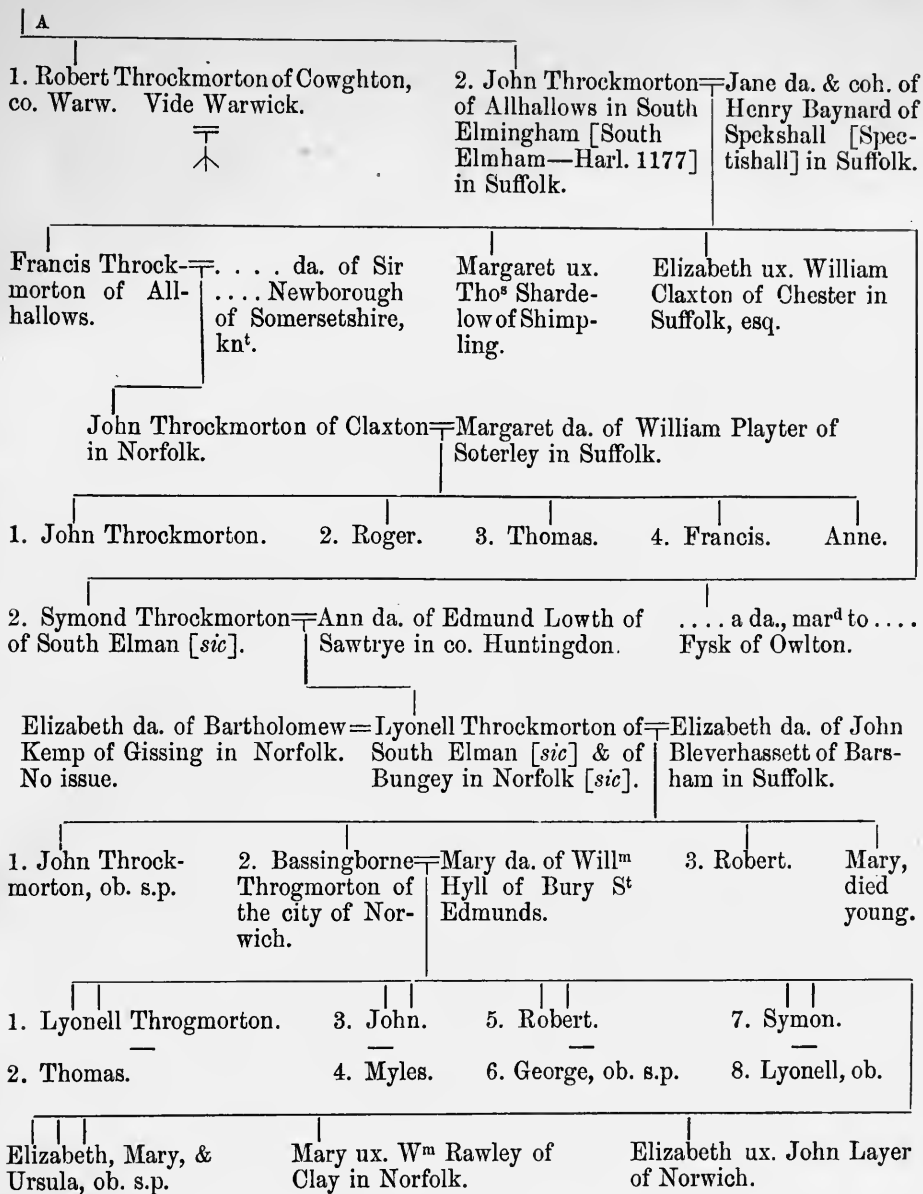 A
1. Robert Throckmorton of Cowghton,
co. Warw. Vide Warwick.
2. John Throckmorton
of Allhallows in South
Elmingham [South
Elmham—Harl. 1177]
in Suffolk.
Jane da. & coh. of
Henry Baynard of
Spekshall [Spec-
tishall] in Suffolk.
Francis Throck-
morton of All-
hallows.
. . . . da. of Sir
. . . . Newborough
of Somersetshire,
knᵗ.
Margaret ux.
Thoˢ Sharde-
low of Shimp-
ling.
Elizabeth ux. William
Claxton of Chester in
Suffolk, esq.
John Throckmorton of Claxton
in Norfolk.
Margaret da. of William Playter of
Soterley in Suffolk.
1. John Throckmorton.
2. Roger.
3. Thomas.
4. Francis.
Anne.
2. Symond Throckmorton
of South Elman [sic].
Ann da. of Edmund Lowth of
Sawtrye in co. Huntingdon.
. . . . a da., marᵈ to . . . .
Fysk of Owlton.
Elizabeth da. of Bartholomew
Kemp of Gissing in Norfolk.
No issue.
Lyonell Throckmorton of
South Elman [sic] & of
Bungey in Norfolk [sic].
Elizabeth da. of John
Bleverhassett of Bars-
ham in Suffolk.
1. John Throck-
morton, ob. s.p.
2. Bassingborne
Throgmorton of
the city of Nor-
wich.
Mary da. of Willᵐ
Hyll of Bury Sᵗ
Edmunds.
3. Robert.
Mary,
died
young.
1. Lyonell Throgmorton.
2. Thomas.
3. John.
4. Myles.
5. Robert.
6. George, ob. s.p.
7. Symon.
8. Lyonell, ob.
Elizabeth, Mary, &
Ursula, ob. s.p.
Mary ux. Wᵐ Rawley of
Clay in Norfolk.
Elizabeth ux. John Layer
of Norwich.